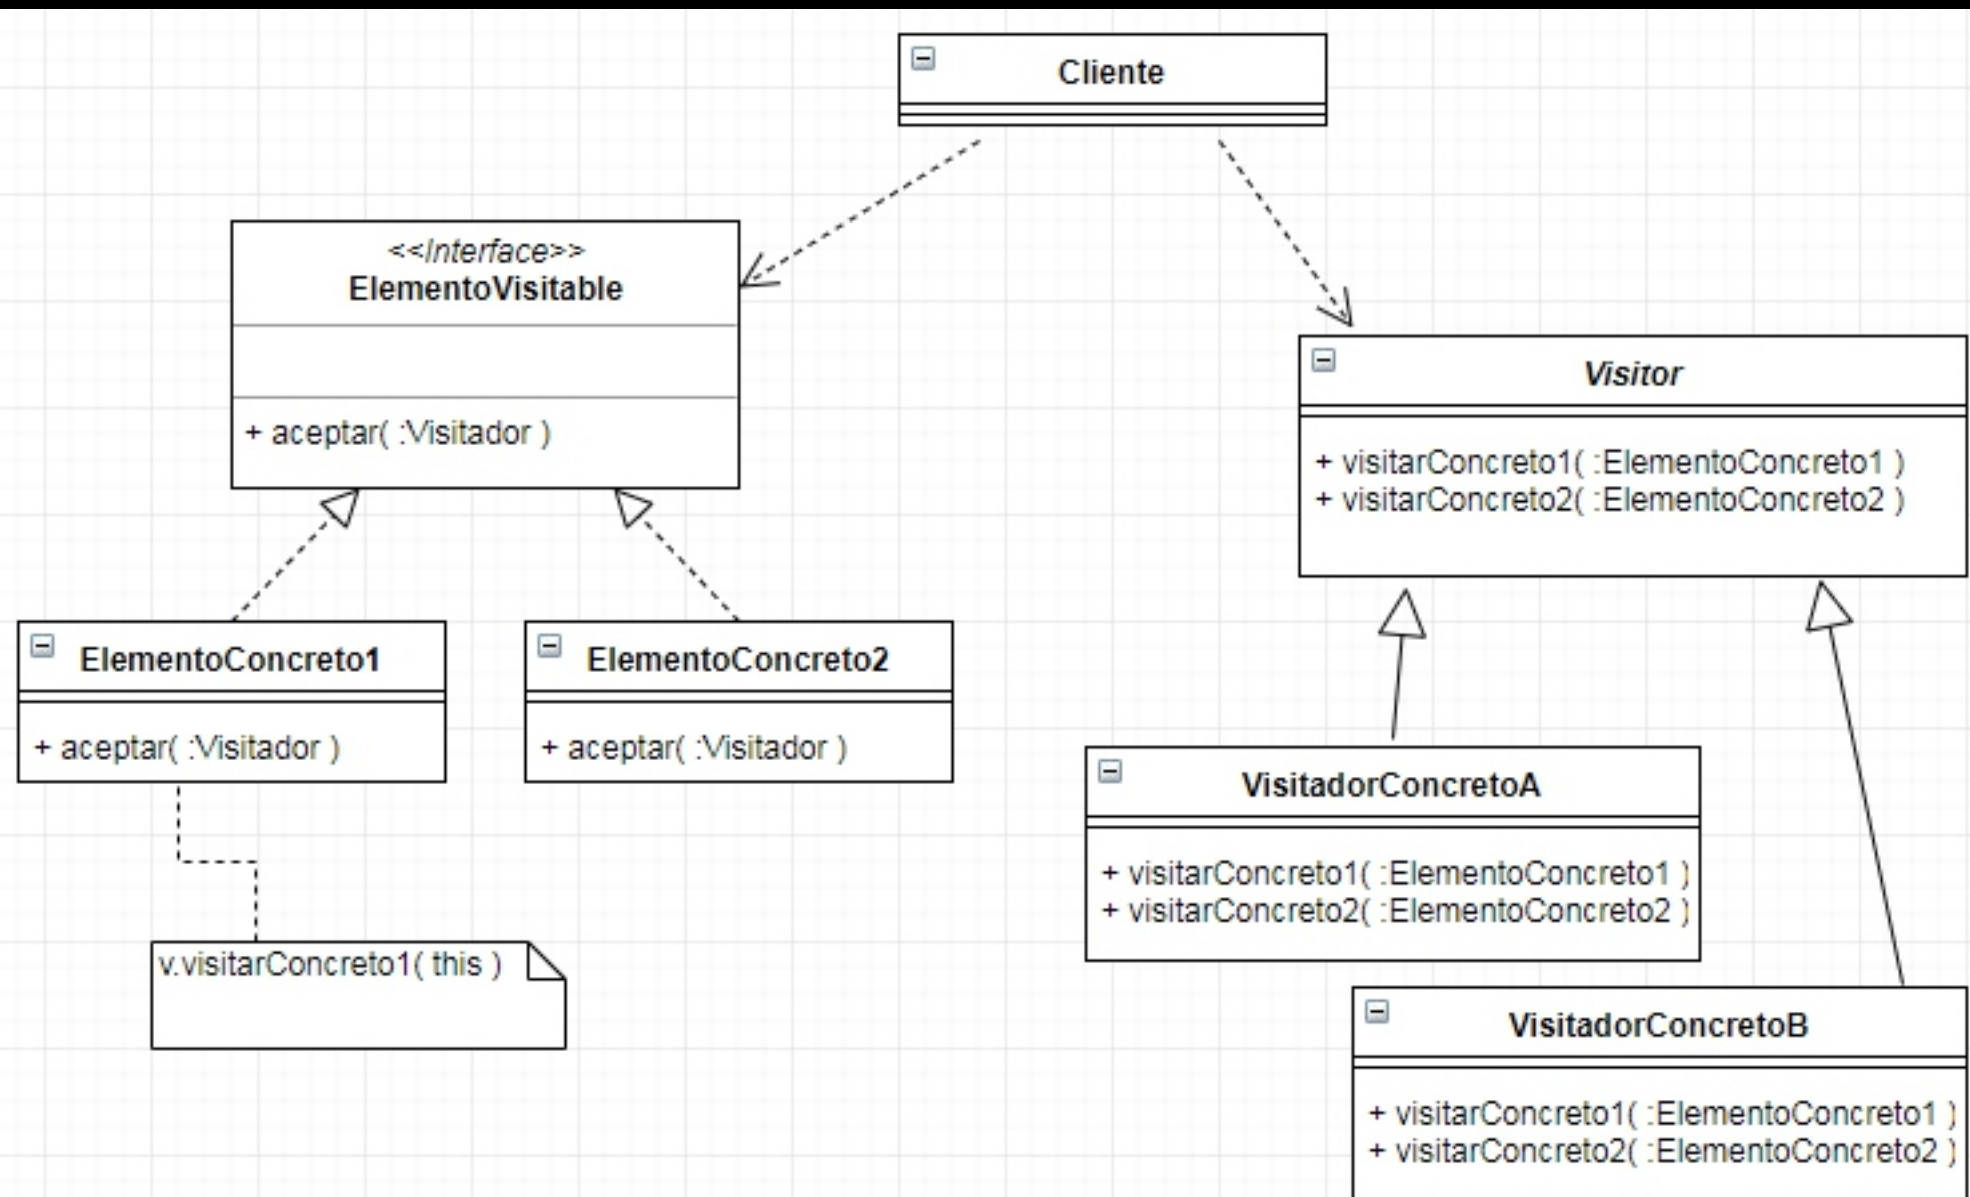 Cliente
<<Interface>>
ElementoVisitable
+ aceptar( :Visitador )
Visitor
+ visitarConcreto1( :ElementoConcreto1 )
+ visitarConcreto2( :ElementoConcreto2 )
ElementoConcreto1
+ aceptar( :Visitador )
ElementoConcreto2
+ aceptar( :Visitador )
v.visitarConcreto1( this )
VisitadorConcretoA
+ visitarConcreto1( :ElementoConcreto1 )
+ visitarConcreto2( :ElementoConcreto2 )
VisitadorConcretoB
+ visitarConcreto1( :ElementoConcreto1 )
+ visitarConcreto2( :ElementoConcreto2 )